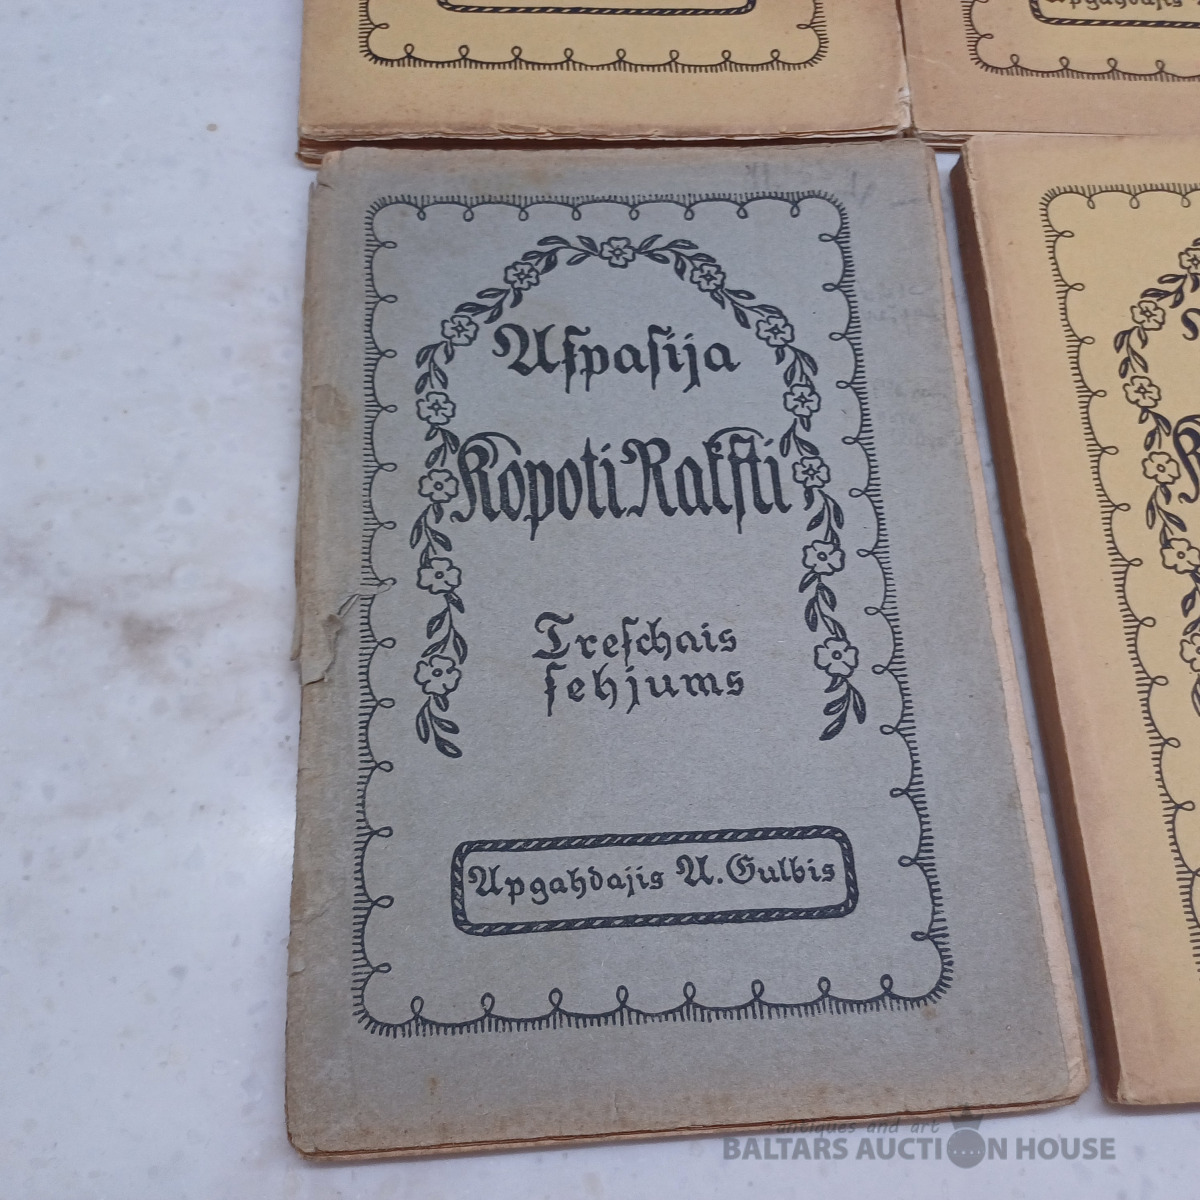 Aſpaſija
Kopoti Rakſti
Treſchais
ſehjums
Apgahdajis A. Gulbis
antiques and art
BALTARS AUCTION HOUSE